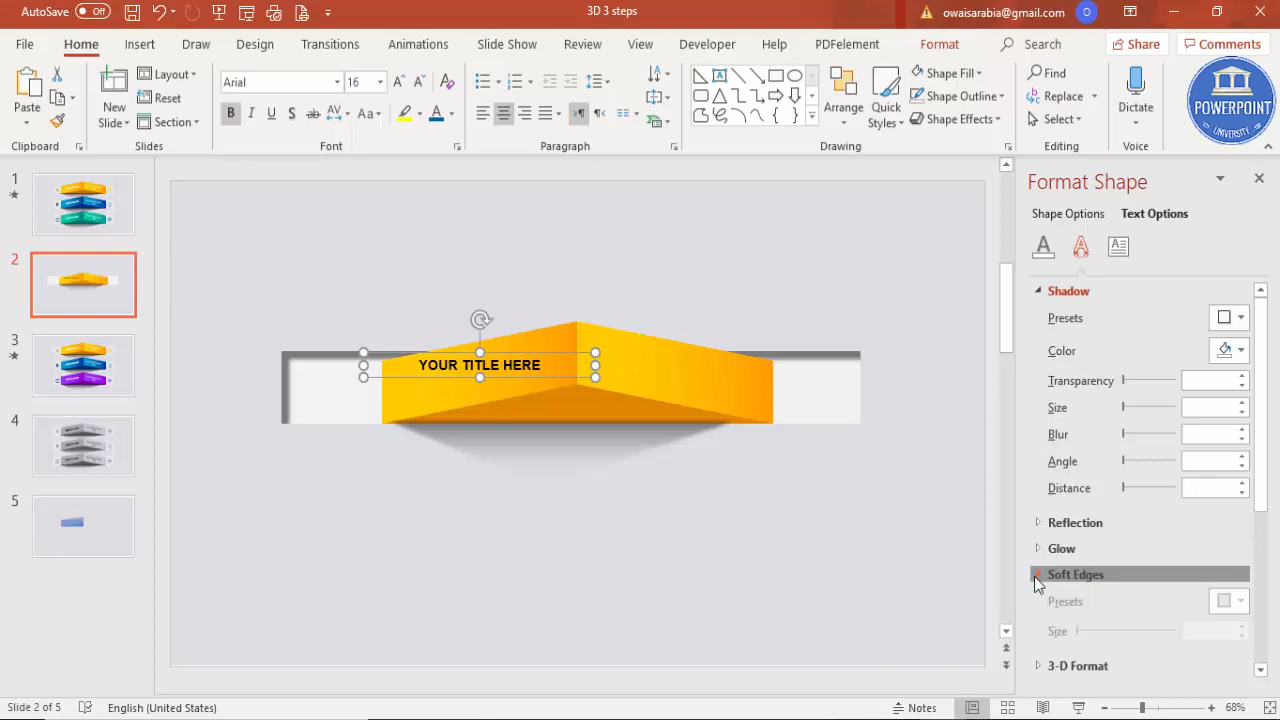 AutoSave Off 3D 3 steps owaisarabia@gmail.com O
File Home Insert Draw Design Transitions Animations Slide Show Review View Developer Help PDFelement Format Search Share Comments
Paste
New Slide
Layout
Reset
Section
Arial 16
B I U S ab AV Aa A
Arrange
Quick Styles
Shape Fill
Shape Outline
Shape Effects
Find
Replace
Select
Dictate
POWERPOINT
UNIVERSITY
Clipboard Slides Font Paragraph Drawing Editing Voice
1
2
3
4
5
YOUR TITLE HERE
Format Shape
Shape Options Text Options
Shadow
Presets
Color
Transparency
Size
Blur
Angle
Distance
Reflection
Glow
Soft Edges
Presets
Size
3-D Format
Slide 2 of 5 English (United States) Notes 68%